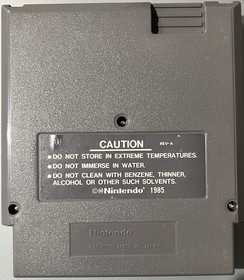 CAUTION REV-A
●DO NOT STORE IN EXTREME TEMPERATURES.
●DO NOT IMMERSE IN WATER.
●DO NOT CLEAN WITH BENZENE, THINNER,
ALCOHOL OR OTHER SUCH SOLVENTS.
©®Nintendo® 1985
Nintendo